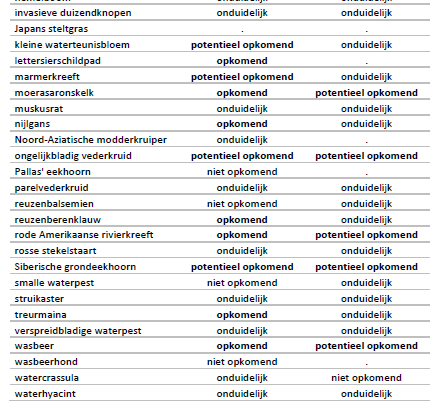 invasieve duizendknopen onduidelijk onduidelijk
Japans steltgras . .
kleine waterteunisbloem potentieel opkomend onduidelijk
lettersierschildpad opkomend .
marmerkreeft potentieel opkomend onduidelijk
moerasaronskelk opkomend potentieel opkomend
muskusrat onduidelijk onduidelijk
nijlgans opkomend onduidelijk
Noord-Aziatische modderkruiper onduidelijk .
ongelijkbladig vederkruid potentieel opkomend potentieel opkomend
Pallas' eekhoorn niet opkomend .
parelvederkruid onduidelijk onduidelijk
reuzenbalsemien niet opkomend onduidelijk
reuzenberenklauw opkomend onduidelijk
rode Amerikaanse rivierkreeft opkomend potentieel opkomend
rosse stekelstaart onduidelijk onduidelijk
Siberische grondeekhoorn potentieel opkomend potentieel opkomend
smalle waterpest niet opkomend onduidelijk
struikaster onduidelijk onduidelijk
treurmaina opkomend onduidelijk
verspreidbladige waterpest onduidelijk onduidelijk
wasbeer opkomend potentieel opkomend
wasbeerhond niet opkomend .
watercrassula onduidelijk niet opkomend
waterhyacint onduidelijk onduidelijk